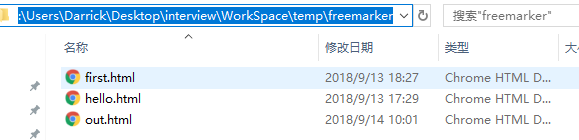 :\Users\Darrick\Desktop\interview\WorkSpace\temp\freemarker
搜索"freemarker"
名称 修改日期 类型
first.html 2018/9/13 18:27 Chrome HTML D...
hello.html 2018/9/13 17:29 Chrome HTML D...
out.html 2018/9/14 10:01 Chrome HTML D...